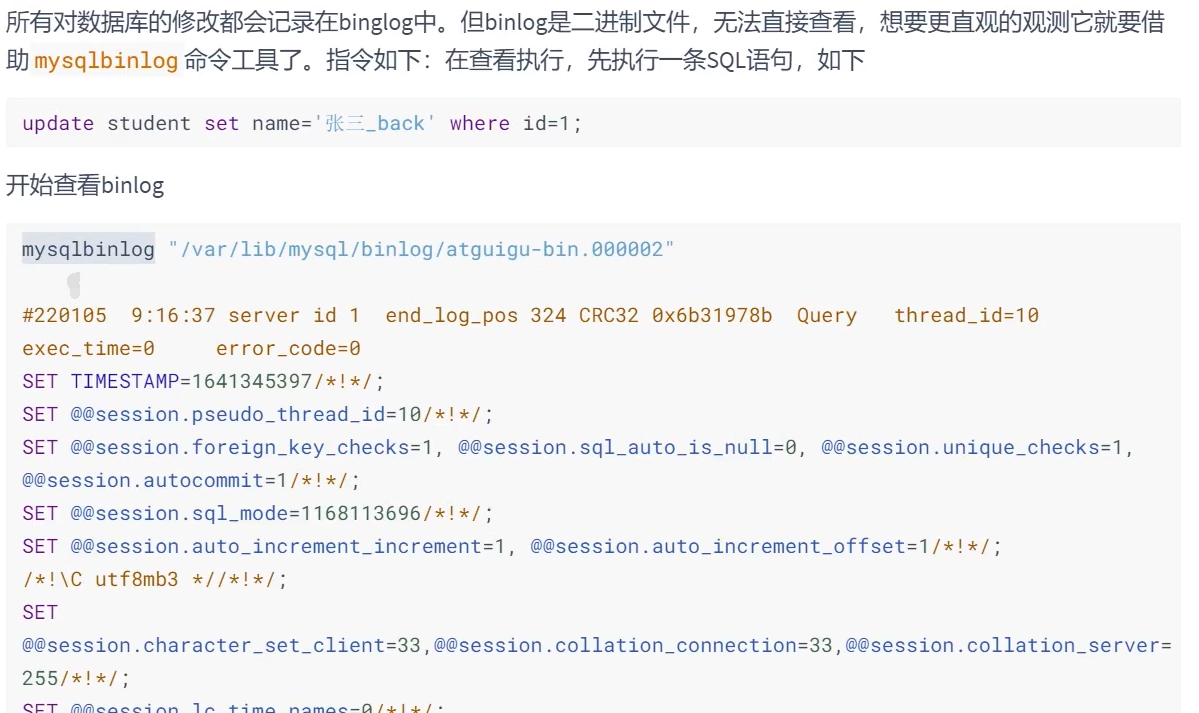 所有对数据库的修改都会记录在binglog中。但binlog是二进制文件，无法直接查看，想要更直观的观测它就要借
助 mysqlbinlog 命令工具了。指令如下：在查看执行，先执行一条SQL语句，如下
update student set name='张三_back' where id=1;
开始查看binlog
mysqlbinlog "/var/lib/mysql/binlog/atguigu-bin.000002"
#220105  9:16:37 server id 1  end_log_pos 324 CRC32 0x6b31978b  Query   thread_id=10
exec_time=0     error_code=0
SET TIMESTAMP=1641345397/*!*/;
SET @@session.pseudo_thread_id=10/*!*/;
SET @@session.foreign_key_checks=1, @@session.sql_auto_is_null=0, @@session.unique_checks=1,
@@session.autocommit=1/*!*/;
SET @@session.sql_mode=1168113696/*!*/;
SET @@session.auto_increment_increment=1, @@session.auto_increment_offset=1/*!*/;
/*!\C utf8mb3 *//*!*/;
SET
@@session.character_set_client=33,@@session.collation_connection=33,@@session.collation_server=
255/*!*/;
SET @@session.lc_time_names=0/*!*/;